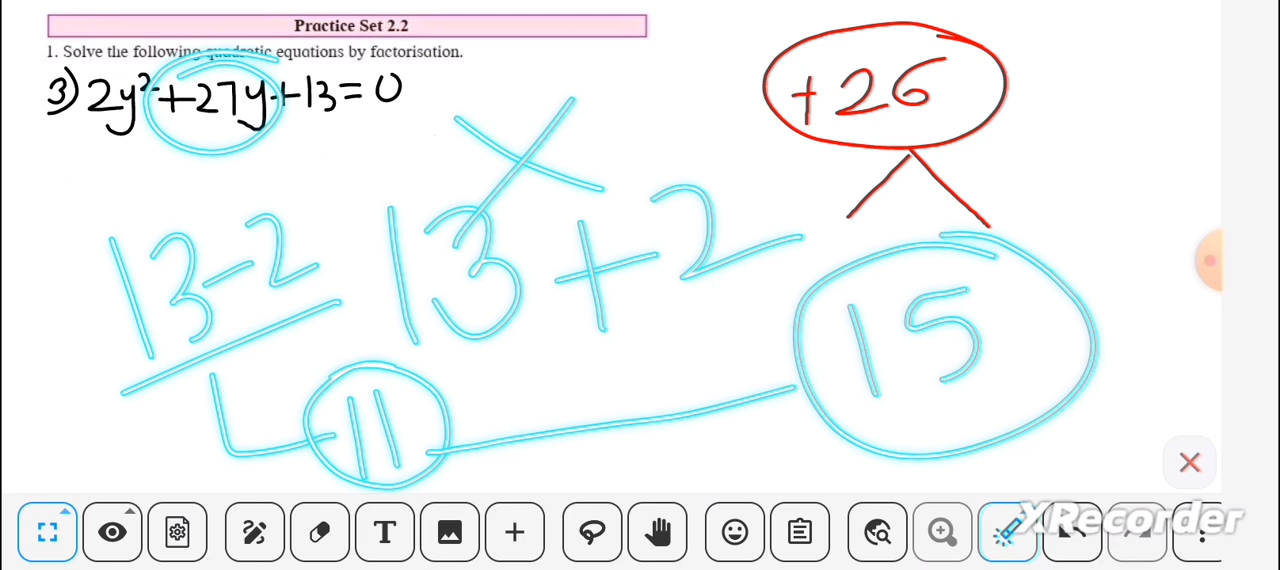 Practice Set 2.2
1. Solve the following quadratic equations by factorisation.
3) 2y²+27y+13=0
+26
13-2
13+2
15
11
T
XRecorder